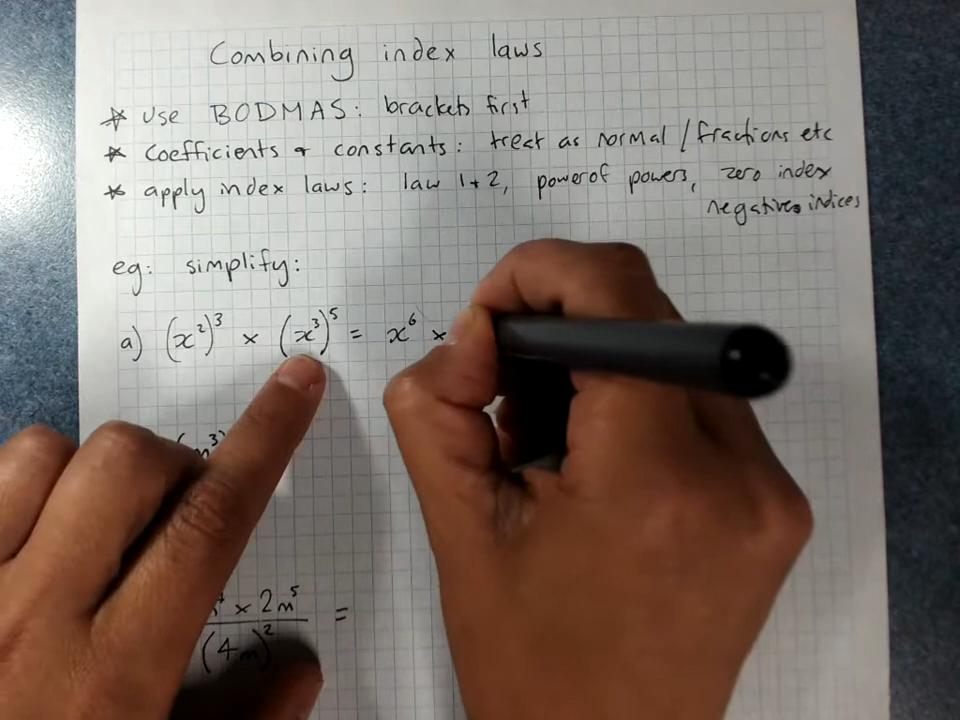 Combining index laws
* Use BODMAS: brackets first
* coefficients + constants: treat as normal / fractions etc
* apply index laws: law 1+2, power of powers, zero index
negative indices
eg: simplify:
a) (x²)³ × (x³)⁵ = x⁶ ×
× 2m⁵ =
(4m)²